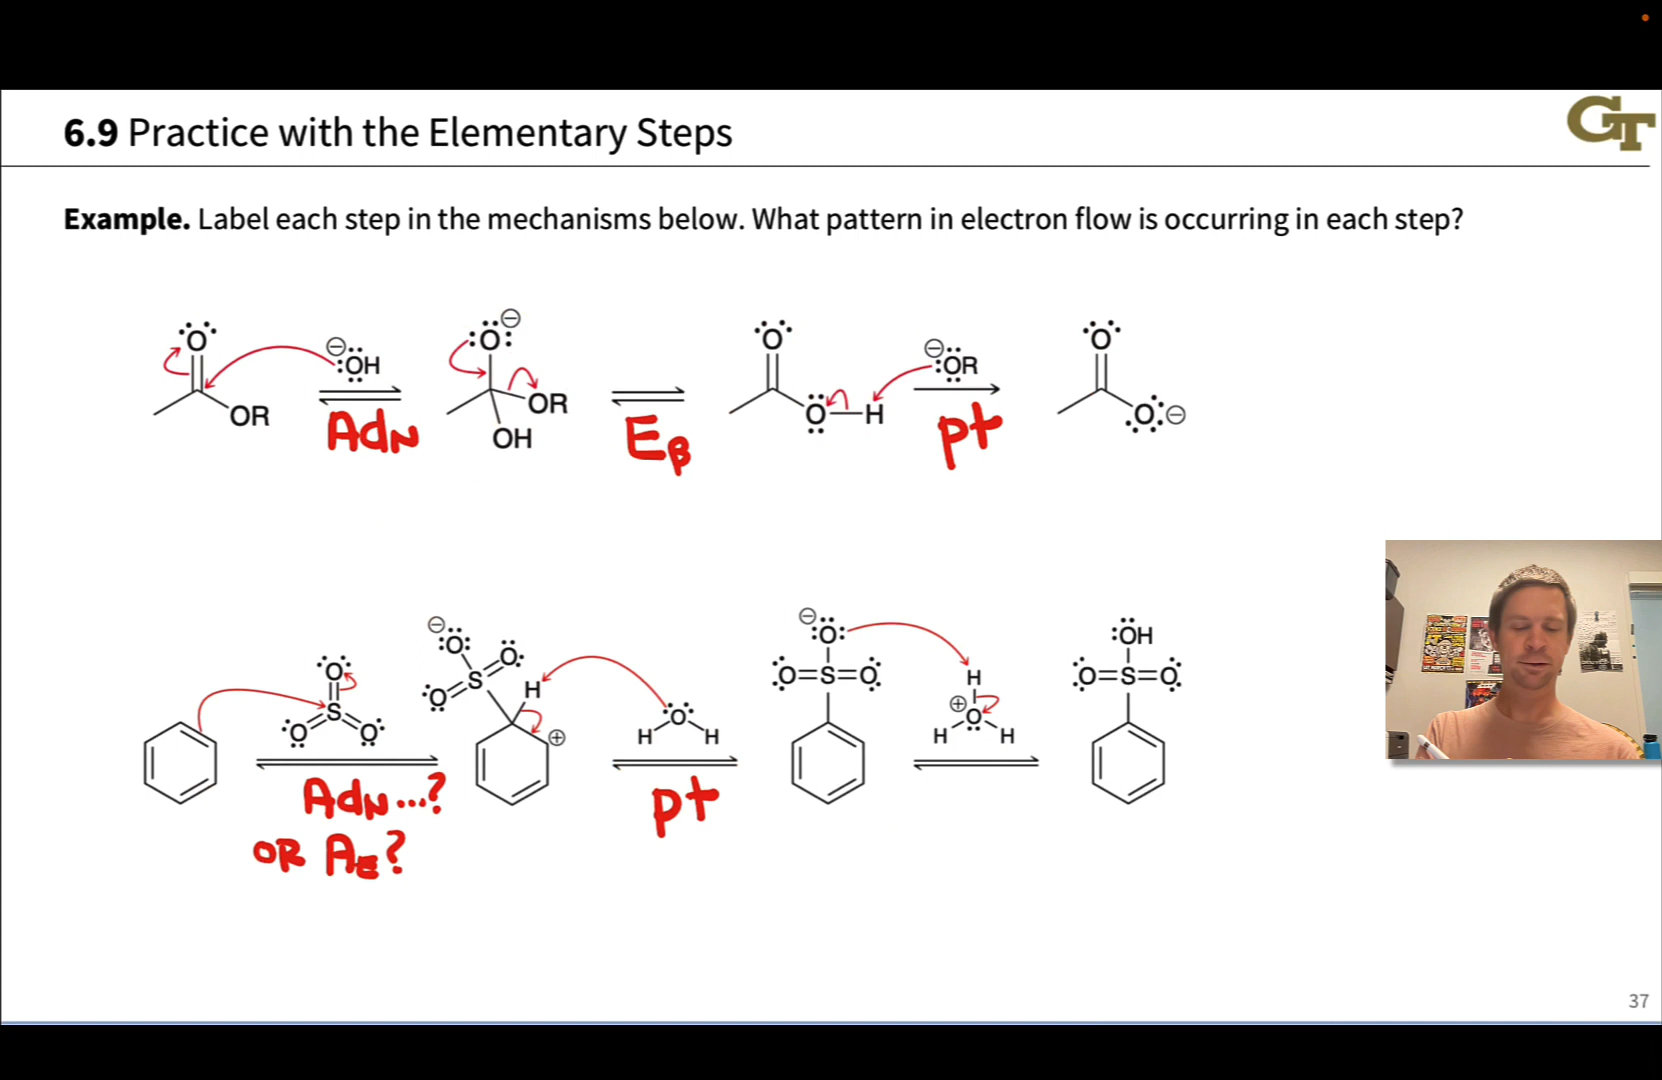 6.9 Practice with the Elementary Steps
GT
Example. Label each step in the mechanisms below. What pattern in electron flow is occurring in each step?
O
⊖
:OH
OR
AdN
⊖
:O:
OR
OH
Eβ
O
O—H
⊖
:OR
pt
O
O ⊖
O
S
O O
AdN...?
OR AE?
⊖
:O:
O
S
O
H
⊕
O
H H
pt
⊖
:O:
O=S=O
H
⊕
O
H H
:OH
O=S=O
37